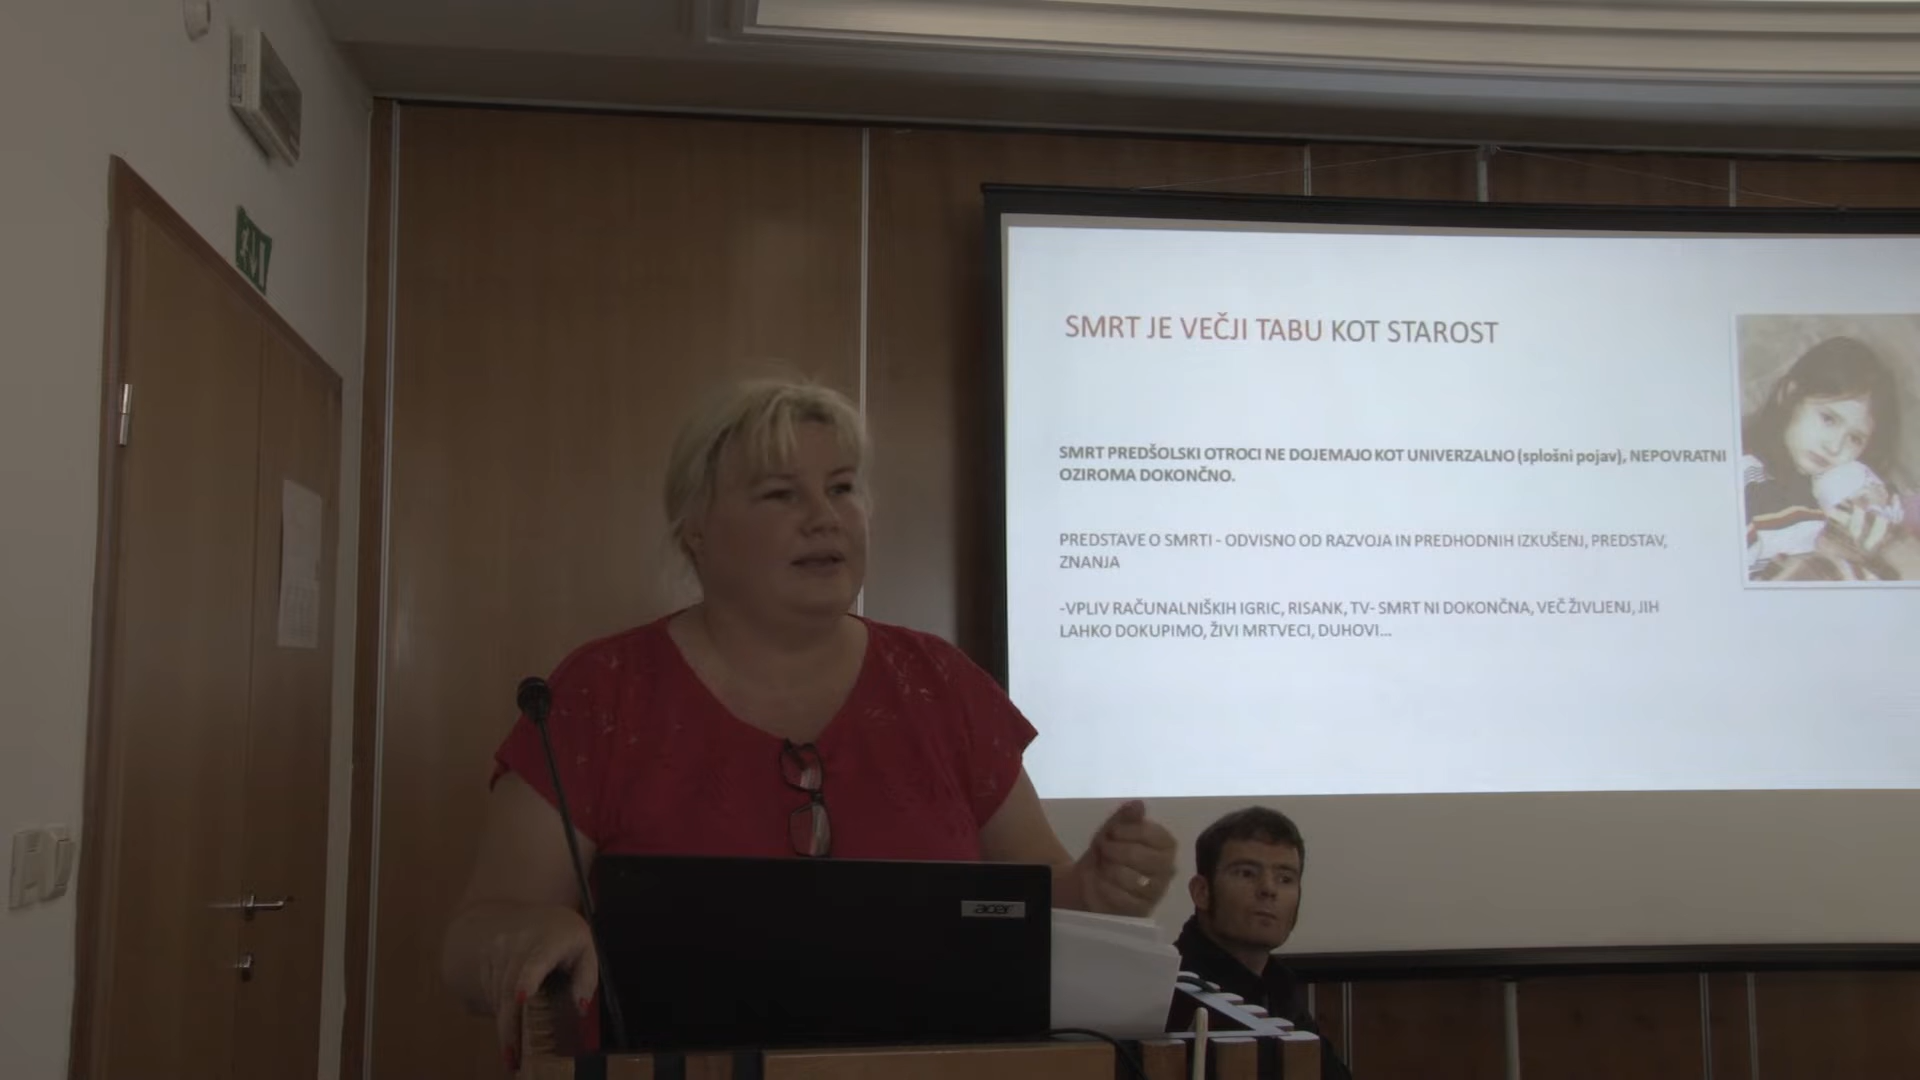 SMRT JE VEČJI TABU KOT STAROST
SMRT PREDŠOLSKI OTROCI NE DOJEMAJO KOT UNIVERZALNO (splošni pojav), NEPOVRATNI
OZIROMA DOKONČNO.
PREDSTAVE O SMRTI - ODVISNO OD RAZVOJA IN PREDHODNIH IZKUŠENJ, PREDSTAV,
ZNANJA
-VPLIV RAČUNALNIŠKIH IGRIC, RISANK, TV- SMRT NI DOKONČNA, VEČ ŽIVLJENJ, JIH
LAHKO DOKUPIMO, ŽIVI MRTVECI, DUHOVI...
acer